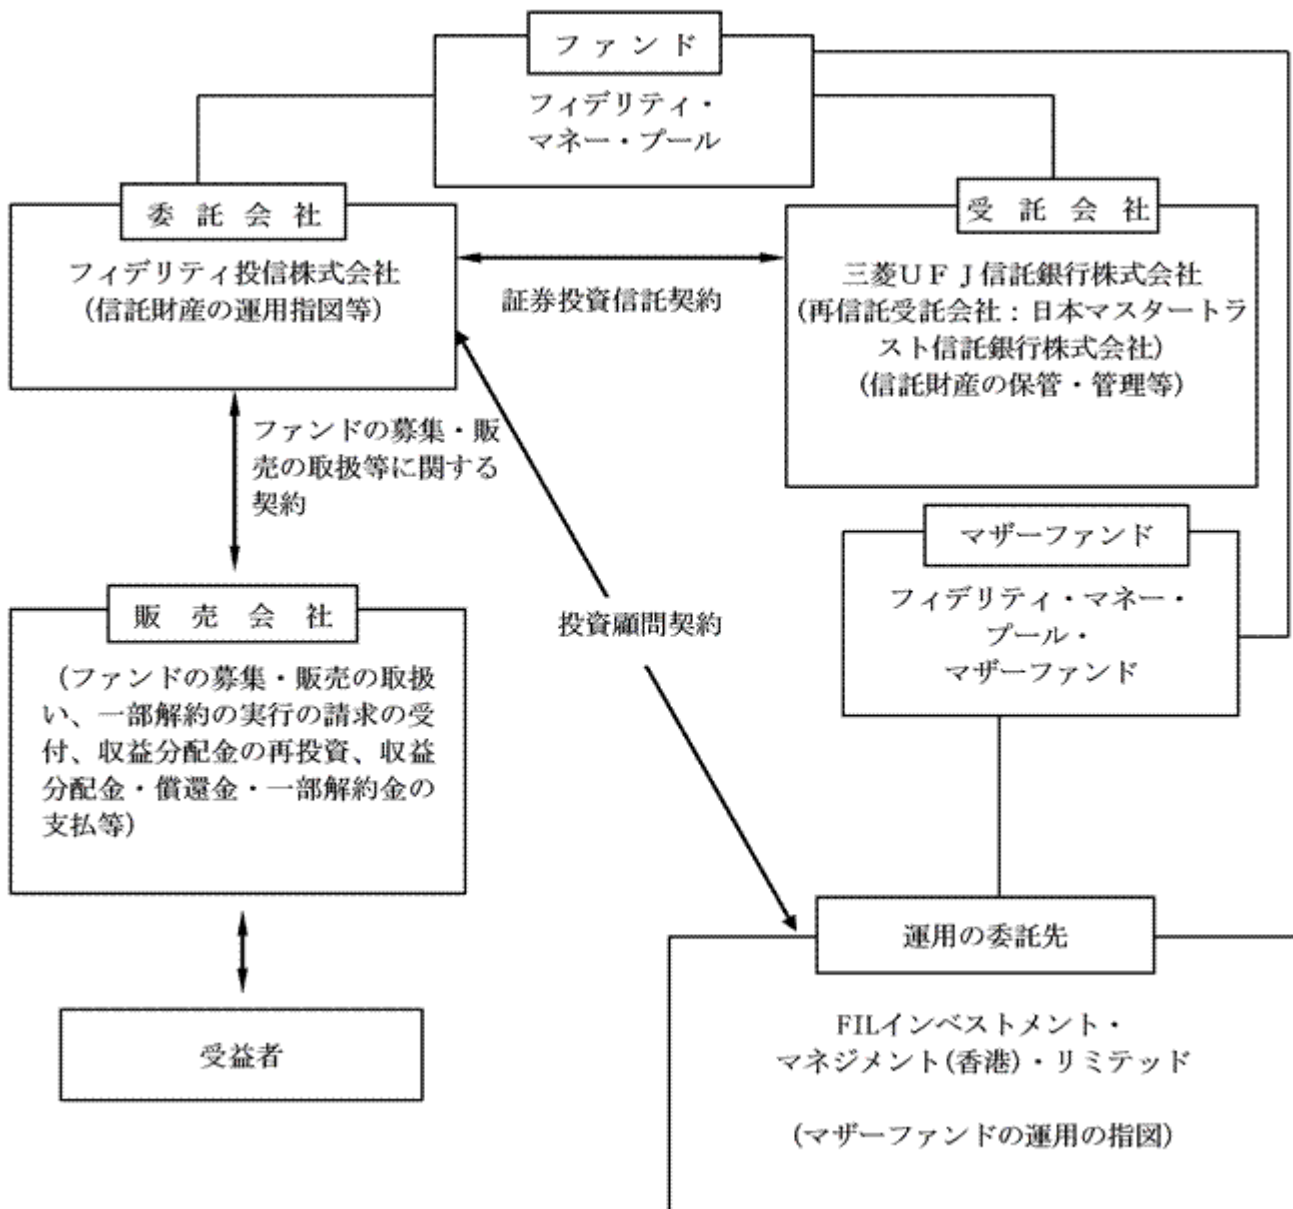 ファンド
フィデリティ・
マネー・プール
委託会社
フィデリティ投信株式会社
(信託財産の運用指図等)
証券投資信託契約
受託会社
三菱UFJ信託銀行株式会社
(再信託受託会社:日本マスタートラ
スト信託銀行株式会社)
(信託財産の保管・管理等)
ファンドの募集・販
売の取扱等に関する
契約
マザーファンド
フィデリティ・マネー・
プール・
マザーファンド
投資顧問契約
販売会社
(ファンドの募集・販売の取扱
い、一部解約の実行の請求の受
付、収益分配金の再投資、収益
分配金・償還金・一部解約金の
支払等)
運用の委託先
FILインベストメント・
マネジメント(香港)・リミテッド
(マザーファンドの運用の指図)
受益者